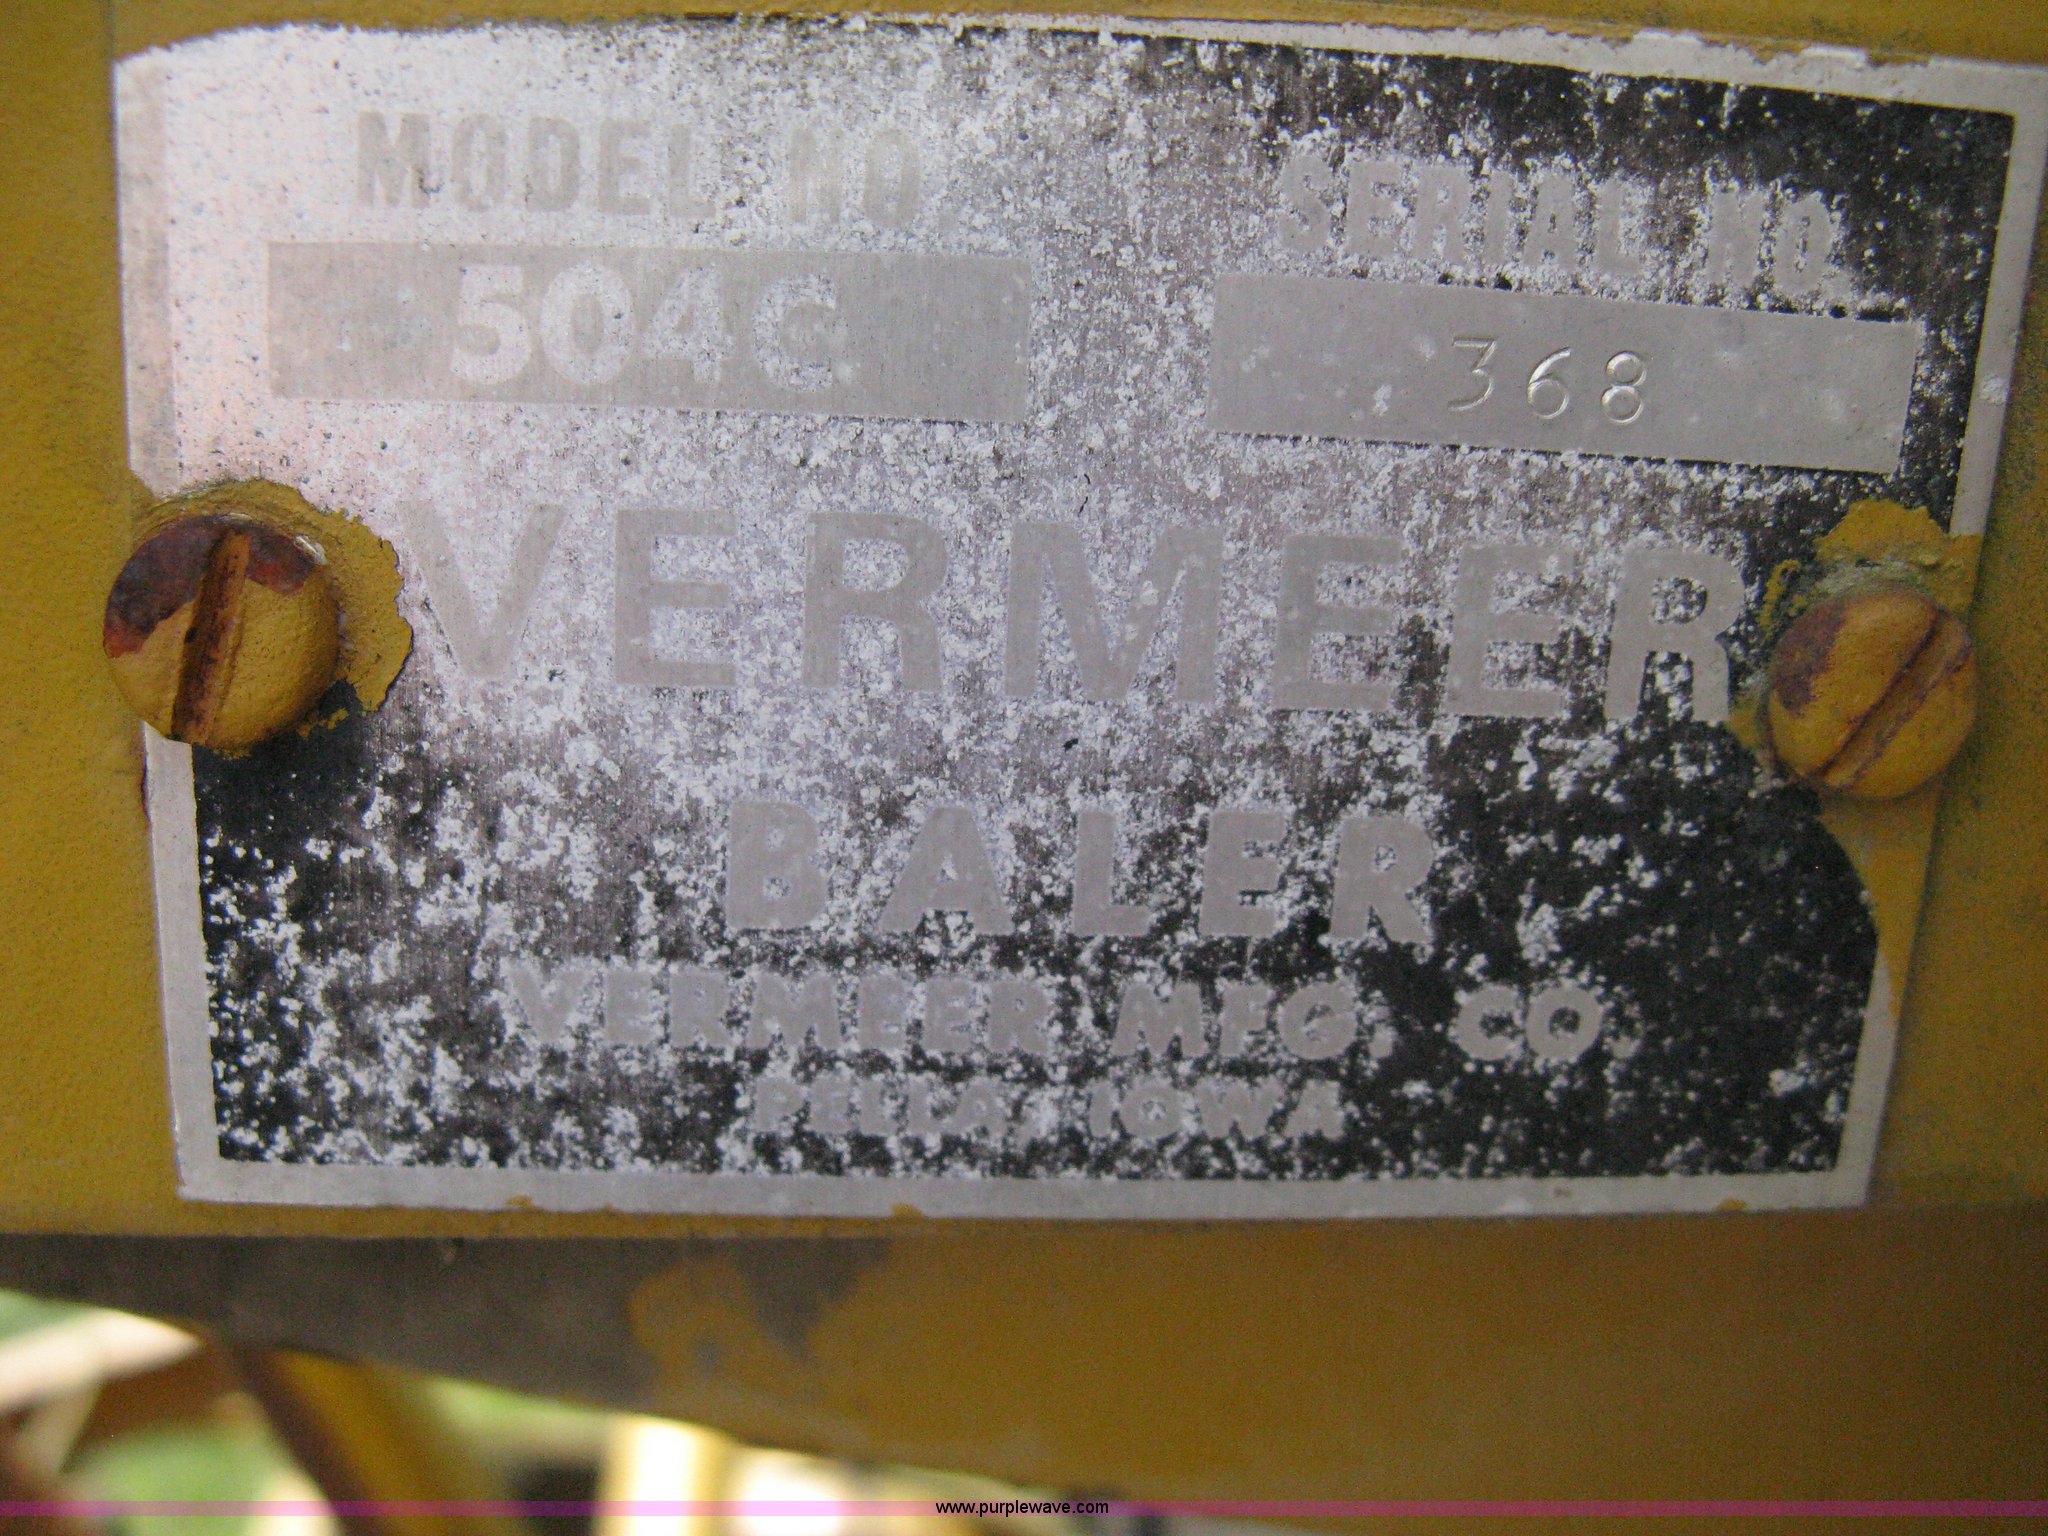 MODEL NO. SERIAL NO.
504C 368
VERMEER
BALER
VERMEER MFG. CO.
PELLA, IOWA
www.purplewave.com